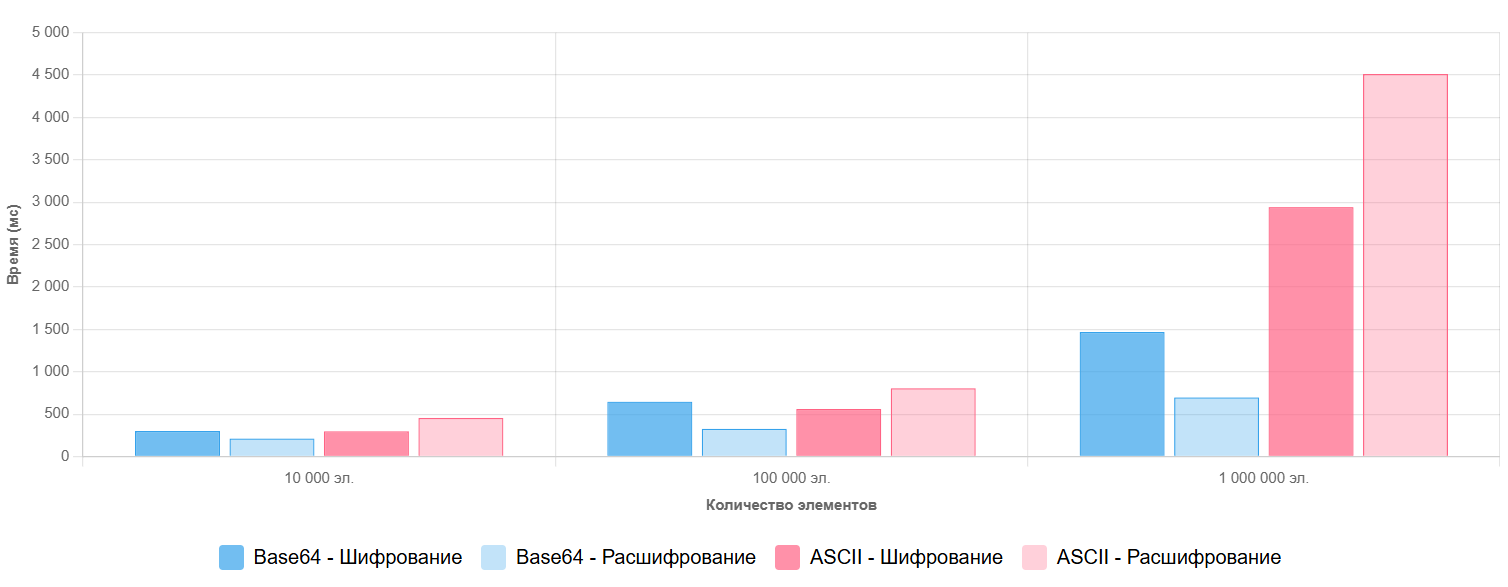 5 000
4 500
4 000
3 500
3 000
2 500
2 000
1 500
1 000
500
0
Время (мс)
10 000 эл.
100 000 эл.
1 000 000 эл.
Количество элементов
Base64 - Шифрование
Base64 - Расшифрование
ASCII - Шифрование
ASCII - Расшифрование